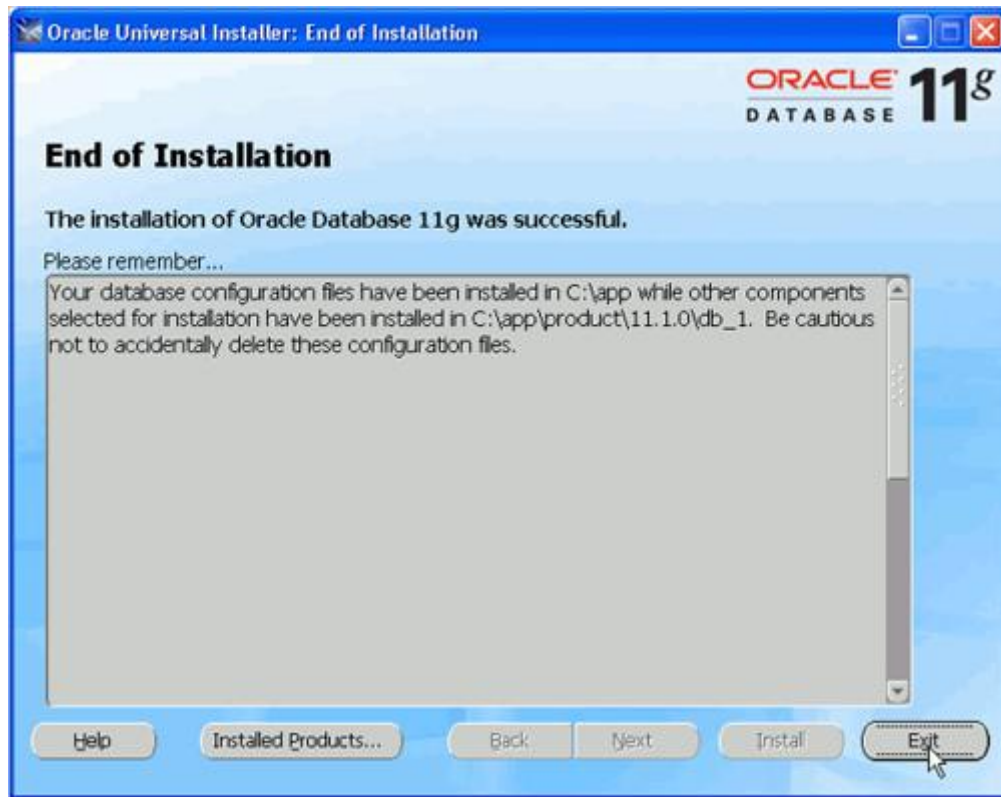 Oracle Universal Installer: End of Installation
ORACLE 11g
DATABASE
End of Installation
The installation of Oracle Database 11g was successful.
Please remember...
Your database configuration files have been installed in C:\app while other components
selected for installation have been installed in C:\app\product\11.1.0\db_1. Be cautious
not to accidentally delete these configuration files.
Help Installed Products... Back Next Install Exit